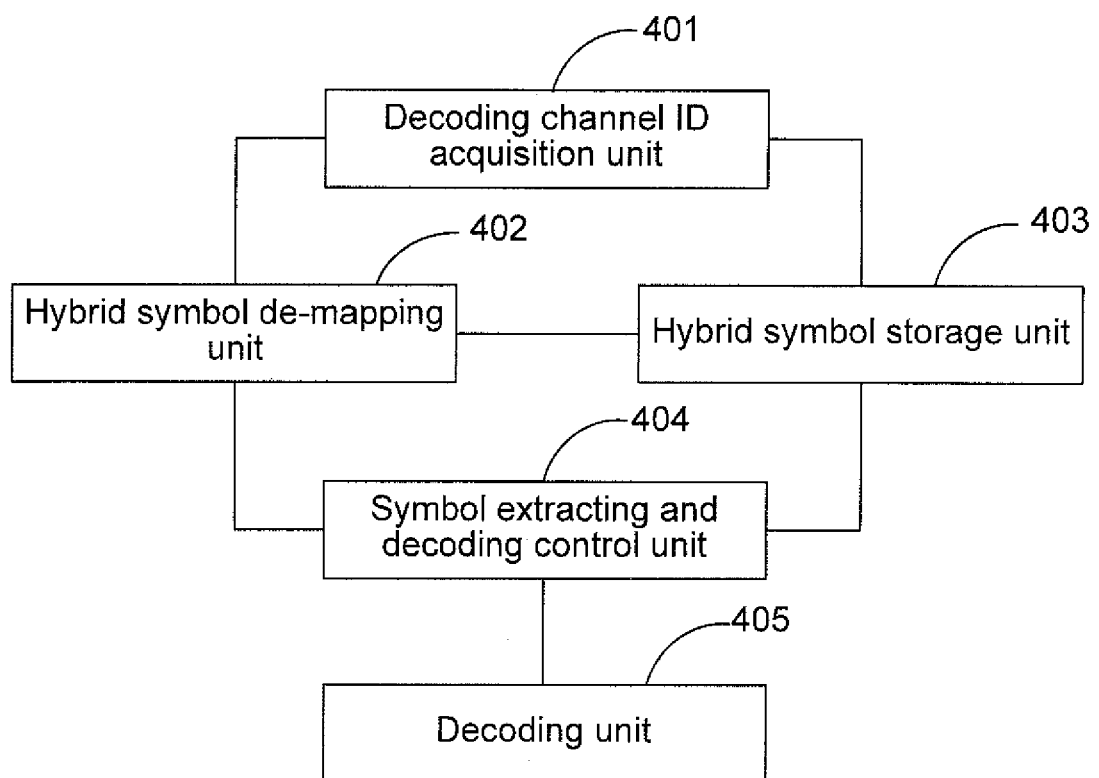 401
Decoding channel ID
acquisition unit
402
403
Hybrid symbol de-mapping
unit
Hybrid symbol storage unit
404
Symbol extracting and
decoding control unit
405
Decoding unit